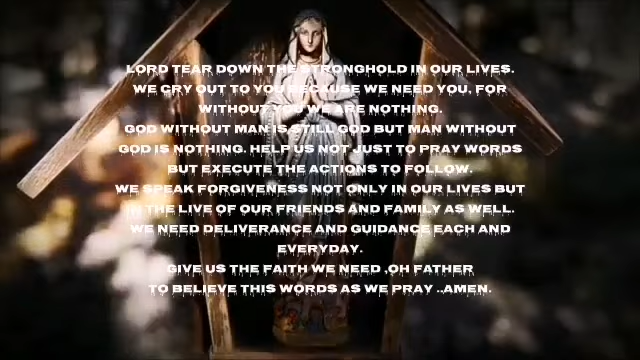 LORD TEAR DOWN THE STRONGHOLD IN OUR LIVES.
WE CRY OUT TO YOU BECAUSE WE NEED YOU, FOR
WITHOUT YOU WE ARE NOTHING.
GOD WITHOUT MAN IS STILL GOD BUT MAN WITHOUT
GOD IS NOTHING. HELP US NOT JUST TO PRAY WORDS
BUT EXECUTE THE ACTIONS TO FOLLOW.
WE SPEAK FORGIVENESS NOT ONLY IN OUR LIVES BUT
IN THE LIVE OF OUR FRIENDS AND FAMILY AS WELL.
WE NEED DELIVERANCE AND GUIDANCE EACH AND
EVERYDAY.
GIVE US THE FAITH WE NEED ,OH FATHER
TO BELIEVE THIS WORDS AS WE PRAY ..AMEN.